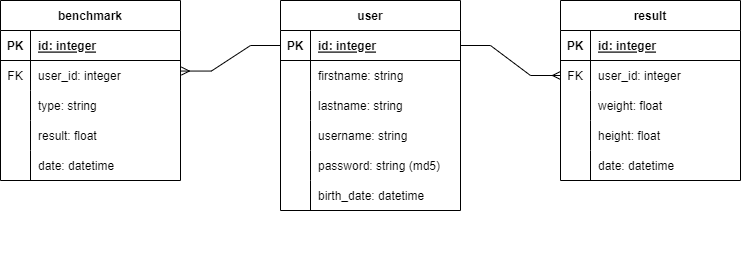 benchmark
PK id: integer
FK user_id: integer
type: string
result: float
date: datetime
user
PK id: integer
firstname: string
lastname: string
username: string
password: string (md5)
birth_date: datetime
result
PK id: integer
FK user_id: integer
weight: float
height: float
date: datetime